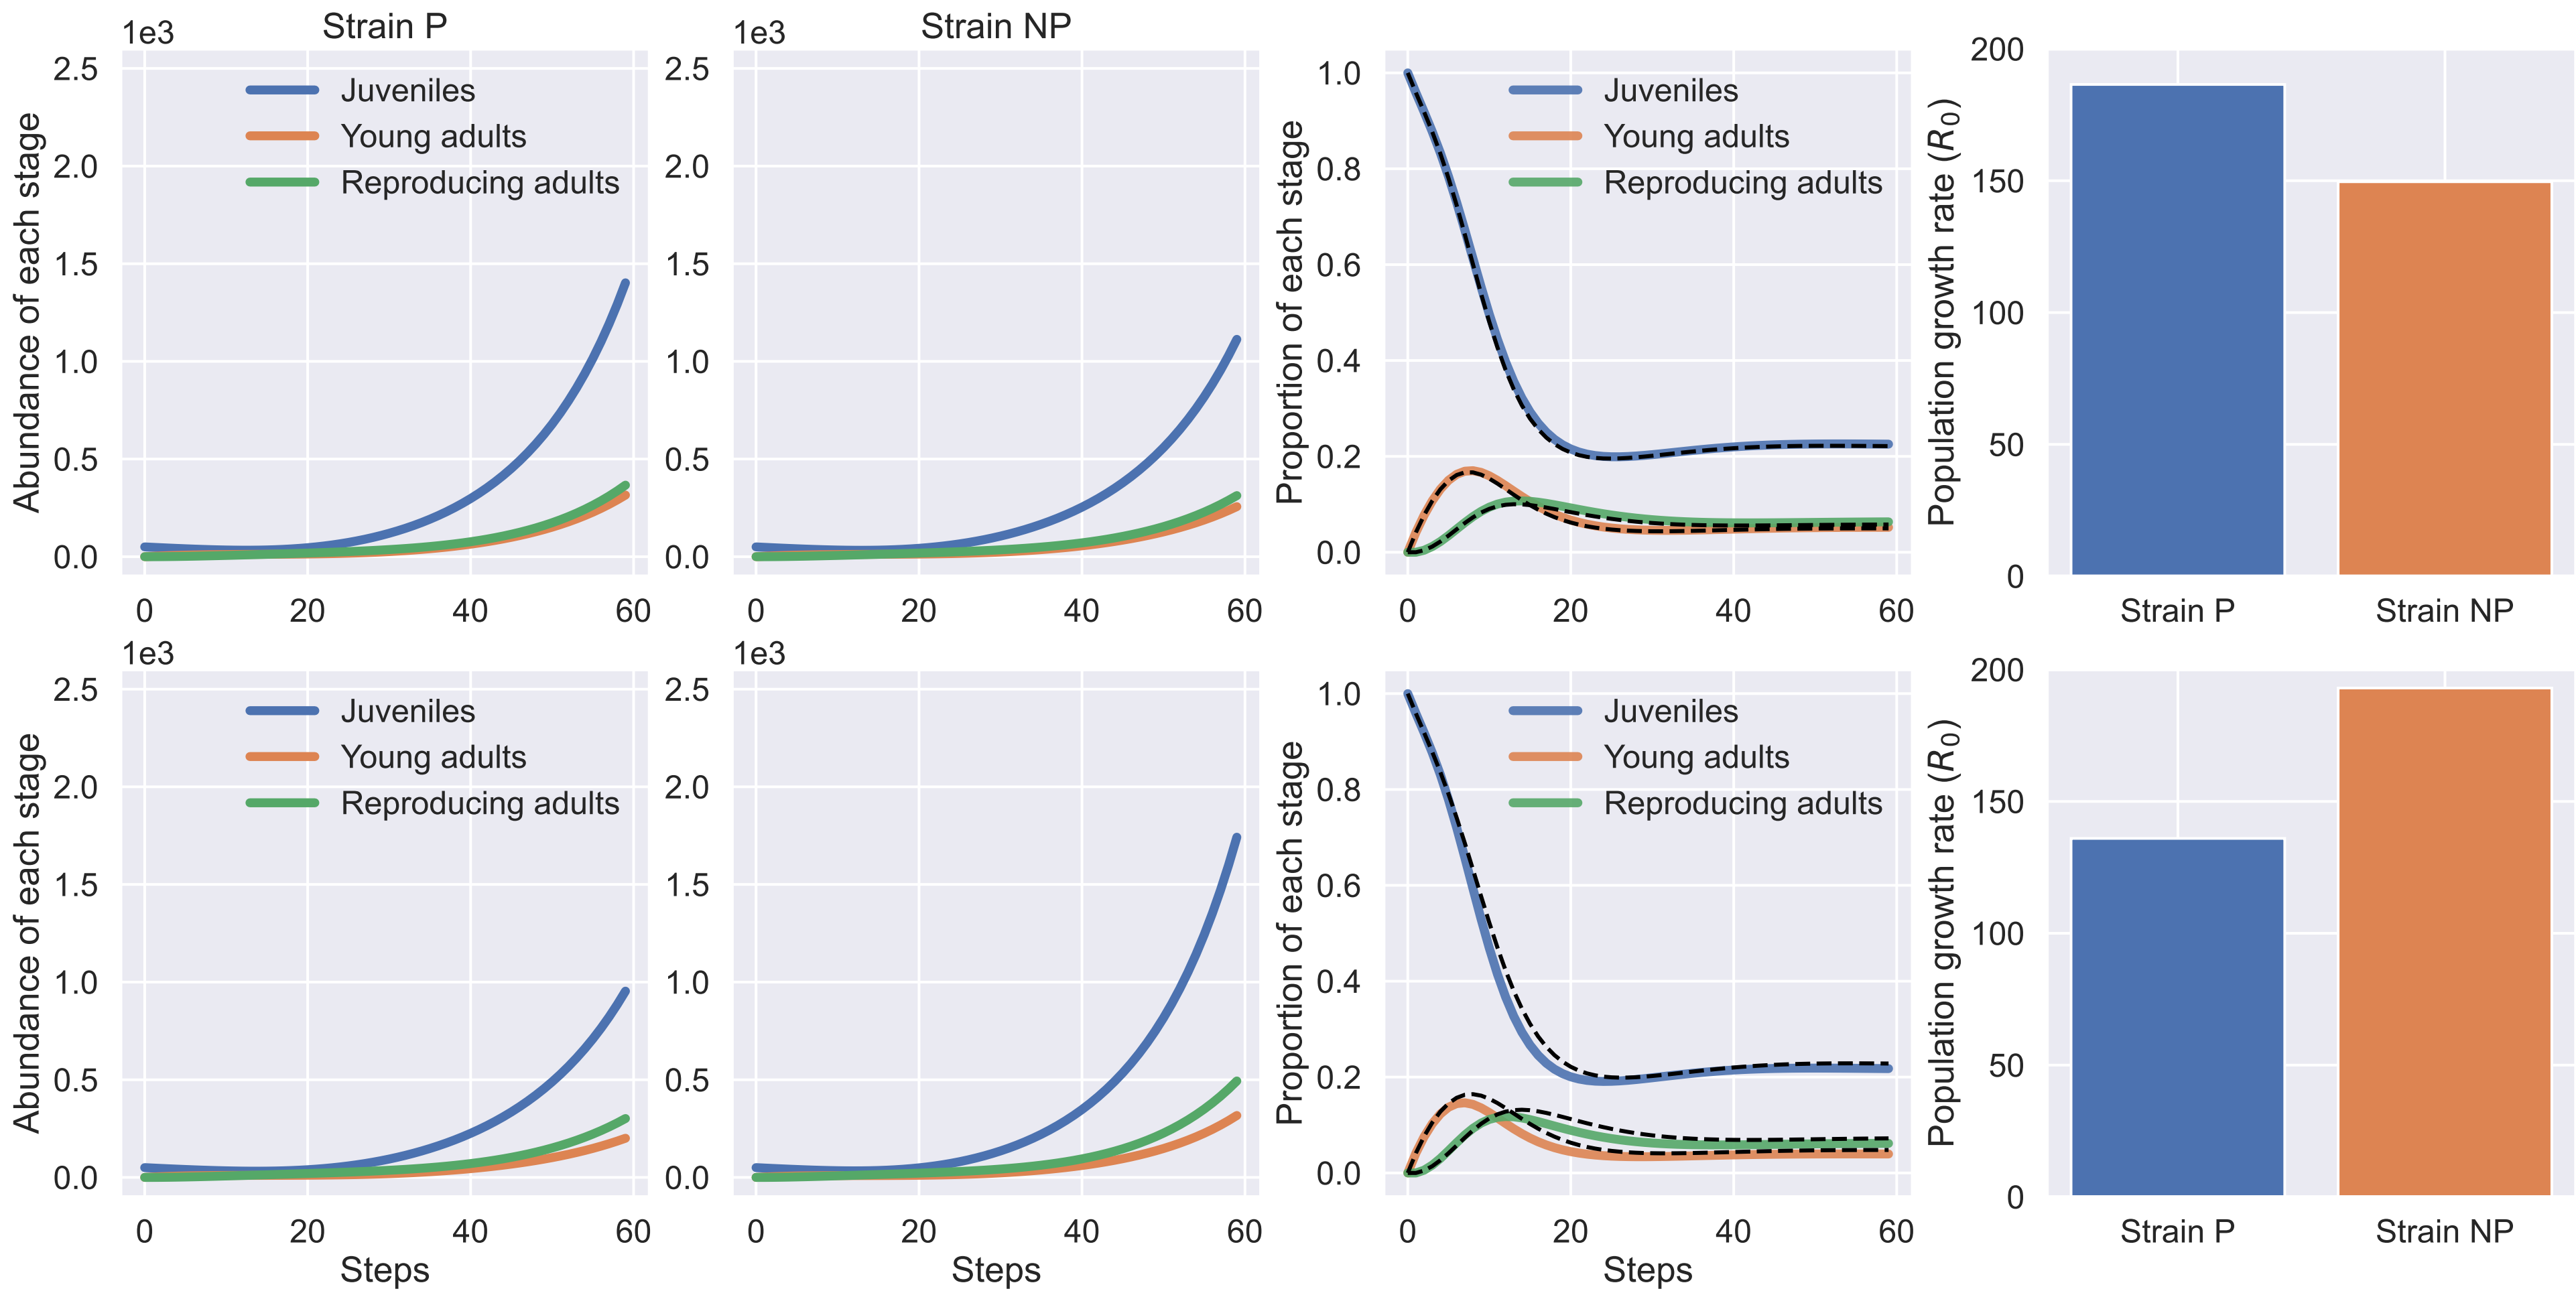 Strain P
1e3
Abundance of each stage
2.5
2.0
1.5
1.0
0.5
0.0
Juveniles
Young adults
Reproducing adults
0 20 40 60
Strain NP
1e3
2.5
2.0
1.5
1.0
0.5
0.0
0 20 40 60
Proportion of each stage
1.0
0.8
0.6
0.4
0.2
0.0
Juveniles
Young adults
Reproducing adults
0 20 40 60
Population growth rate (R₀)
200
150
100
50
0
Strain P Strain NP
1e3
Abundance of each stage
2.5
2.0
1.5
1.0
0.5
0.0
Juveniles
Young adults
Reproducing adults
0 20 40 60
Steps
1e3
2.5
2.0
1.5
1.0
0.5
0.0
0 20 40 60
Steps
Proportion of each stage
1.0
0.8
0.6
0.4
0.2
0.0
Juveniles
Young adults
Reproducing adults
0 20 40 60
Steps
Population growth rate (R₀)
200
150
100
50
0
Strain P Strain NP